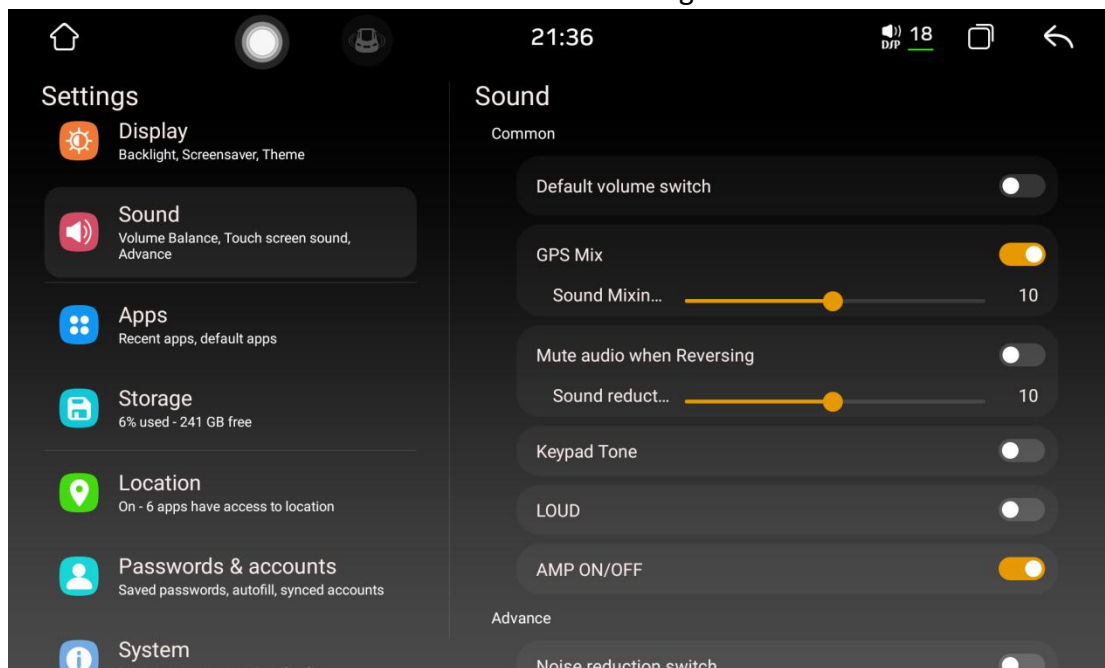 21:36
DSP 18
Settings
Display
Backlight, Screensaver, Theme
Sound
Volume Balance, Touch screen sound,
Advance
Apps
Recent apps, default apps
Storage
6% used - 241 GB free
Location
On - 6 apps have access to location
Passwords & accounts
Saved passwords, autofill, synced accounts
System
Sound
Common
Default volume switch
GPS Mix
Sound Mixin... 10
Mute audio when Reversing
Sound reduct... 10
Keypad Tone
LOUD
AMP ON/OFF
Advance
Noise reduction switch